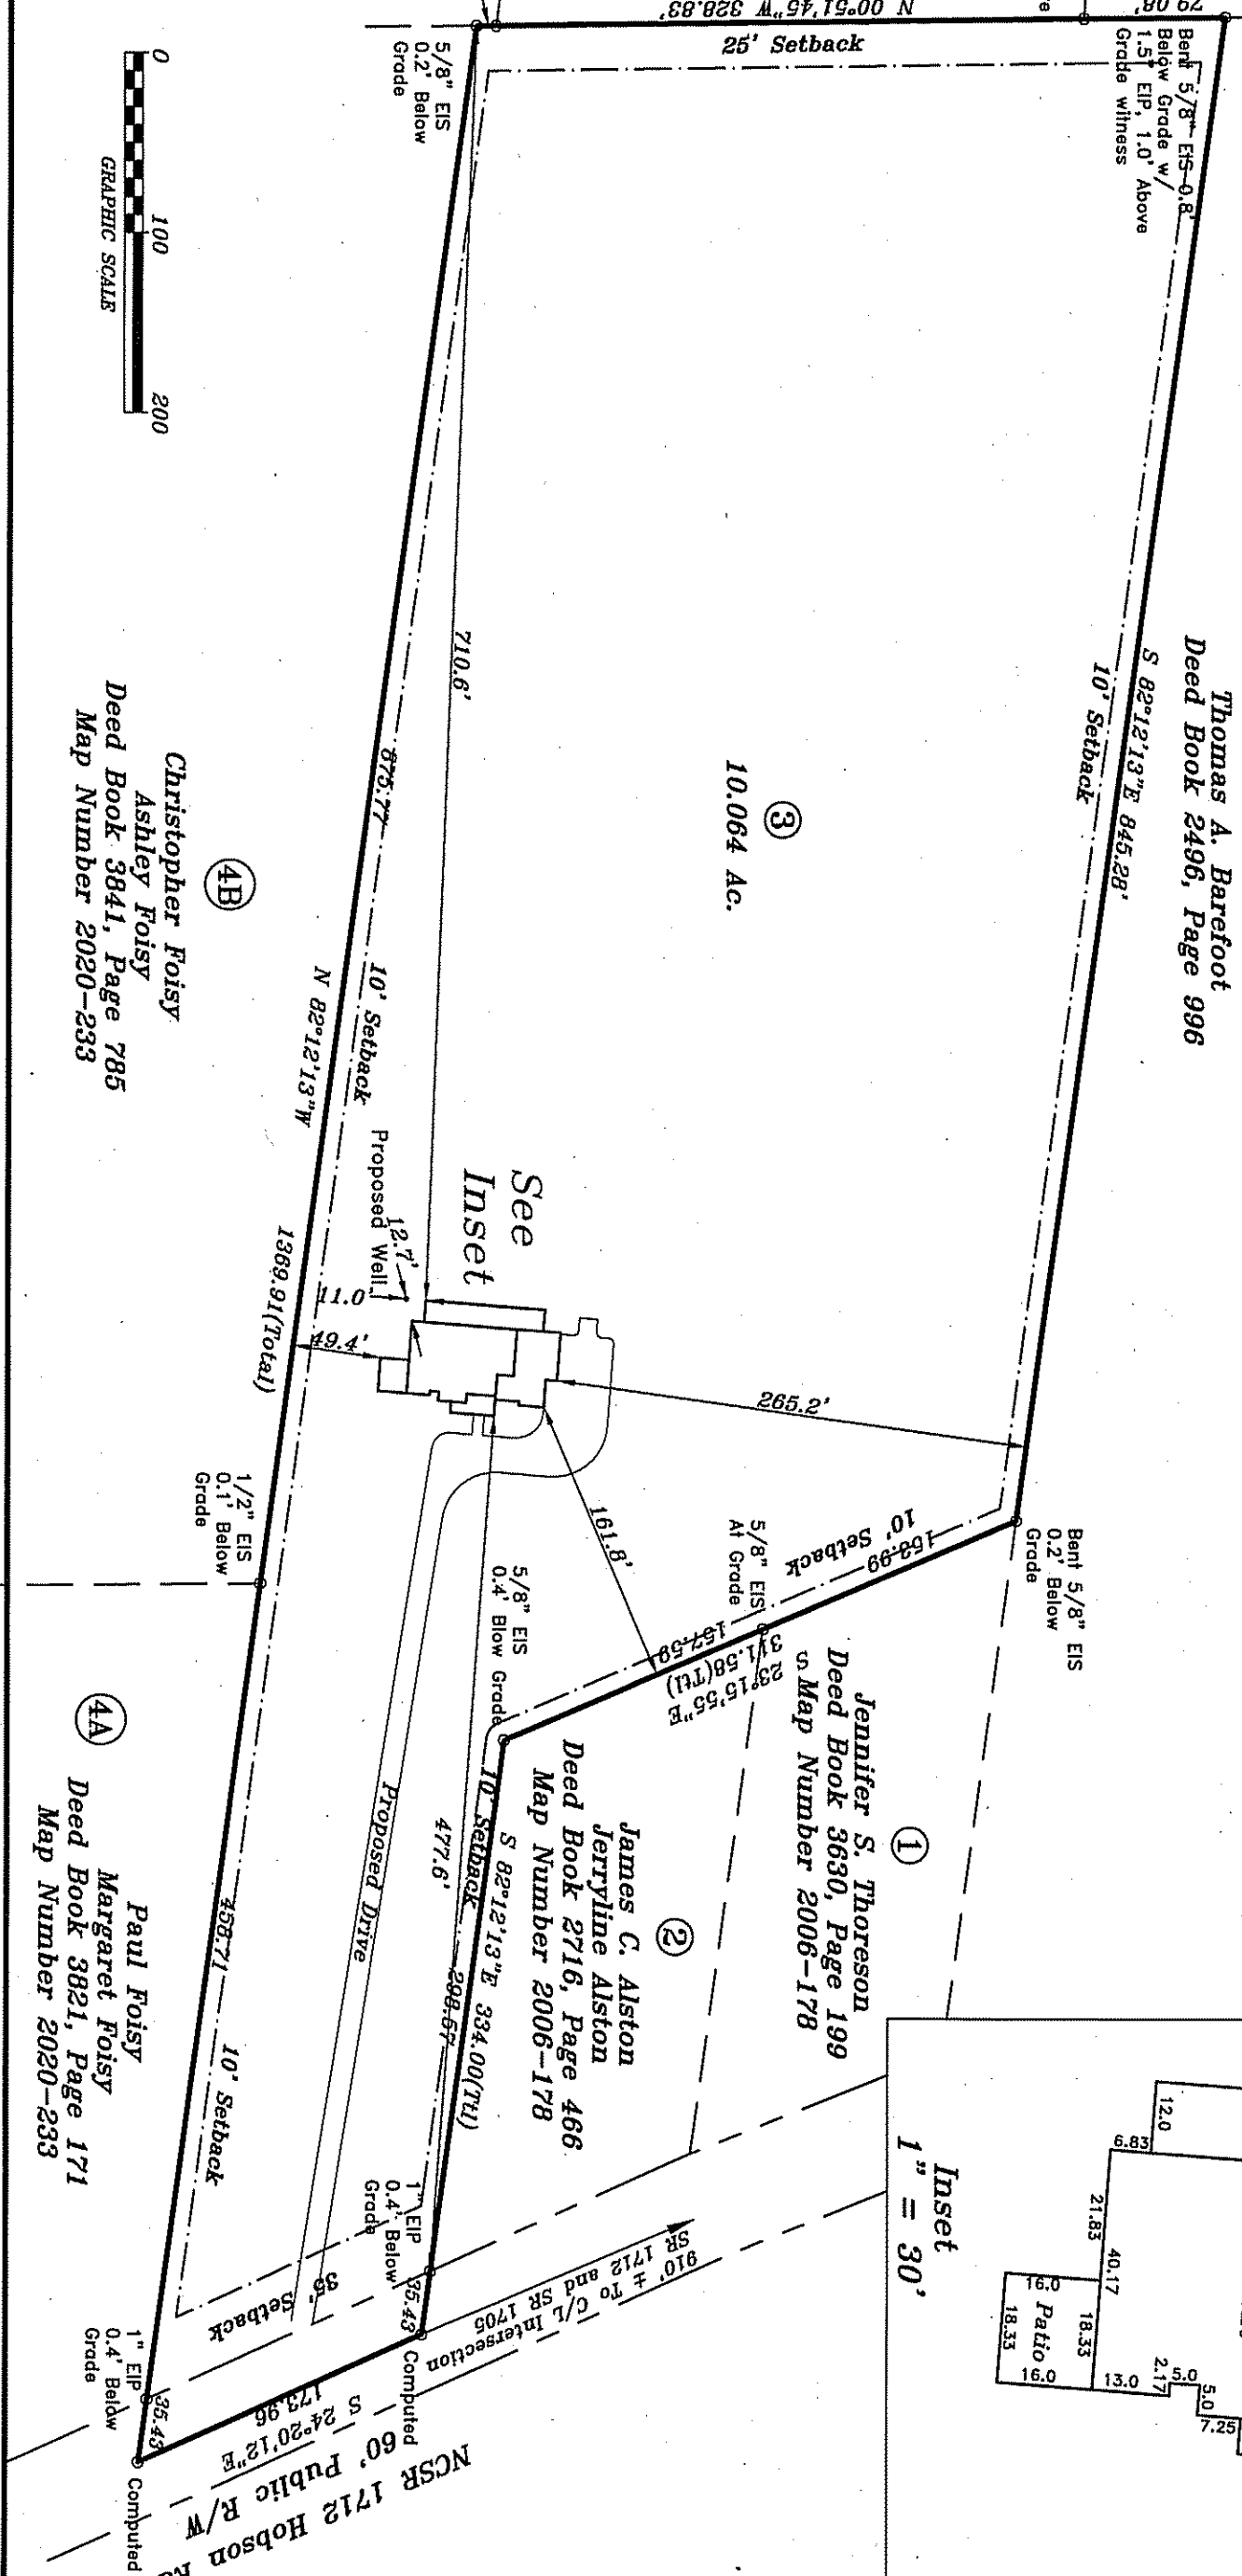 Thomas A. Barefoot
Deed Book 2496, Page 996
79.08'
N 00°51'45"W 328.83'
25' Setback
Bent 5/8" EIS 0.8'
Below Grade w/
1.5" EIP, 1.0' Above
Grade witness
5/8" EIS
0.2' Below
Grade
S 82°12'13"E 845.28'
10' Setback
0
100
200
GRAPHIC SCALE
3
10.064 Ac.
710.6'
875.77
10' Setback
N 82°12'13"W
1369.91(Total)
4B
Christopher Foisy
Ashley Foisy
Deed Book 3841, Page 785
Map Number 2020-233
See
Inset
Proposed Well
12.7'
11.0'
49.4'
265.2'
161.8'
Bent 5/8" EIS
0.2' Below
Grade
10' Setback
153.99
5/8" EIS
At Grade
157.59
311.58(Ttl)
S 23°15'55"E
5/8" EIS
0.4' Blow Grade
1/2" EIS
0.1' Below
Grade
1
Jennifer S. Thoreson
Deed Book 3630, Page 199
Map Number 2006-178
2
James C. Alston
Jerryline Alston
Deed Book 2716, Page 466
Map Number 2006-178
S 82°12'13"E 334.00(Ttl)
10' Setback
298.57
477.6'
Proposed Drive
458.71
10' Setback
4A
Paul Foisy
Margaret Foisy
Deed Book 3821, Page 171
Map Number 2020-233
1" EIP
0.4' Below
Grade
35.43
Computed
35' Setback
1" EIP
0.4' Below
Grade
35.43
Computed
S 24°20'12"E
173.96
910' ± To C/L Intersection
SR 1712 and SR 1705
NCSR 1712 Hobson
60' Public R/W
Inset
1" = 30'
12.0
6.83
21.83
40.17
16.0
Patio
18.33
18.33
16.0
13.0
2.17
5.0
5.0
7.25